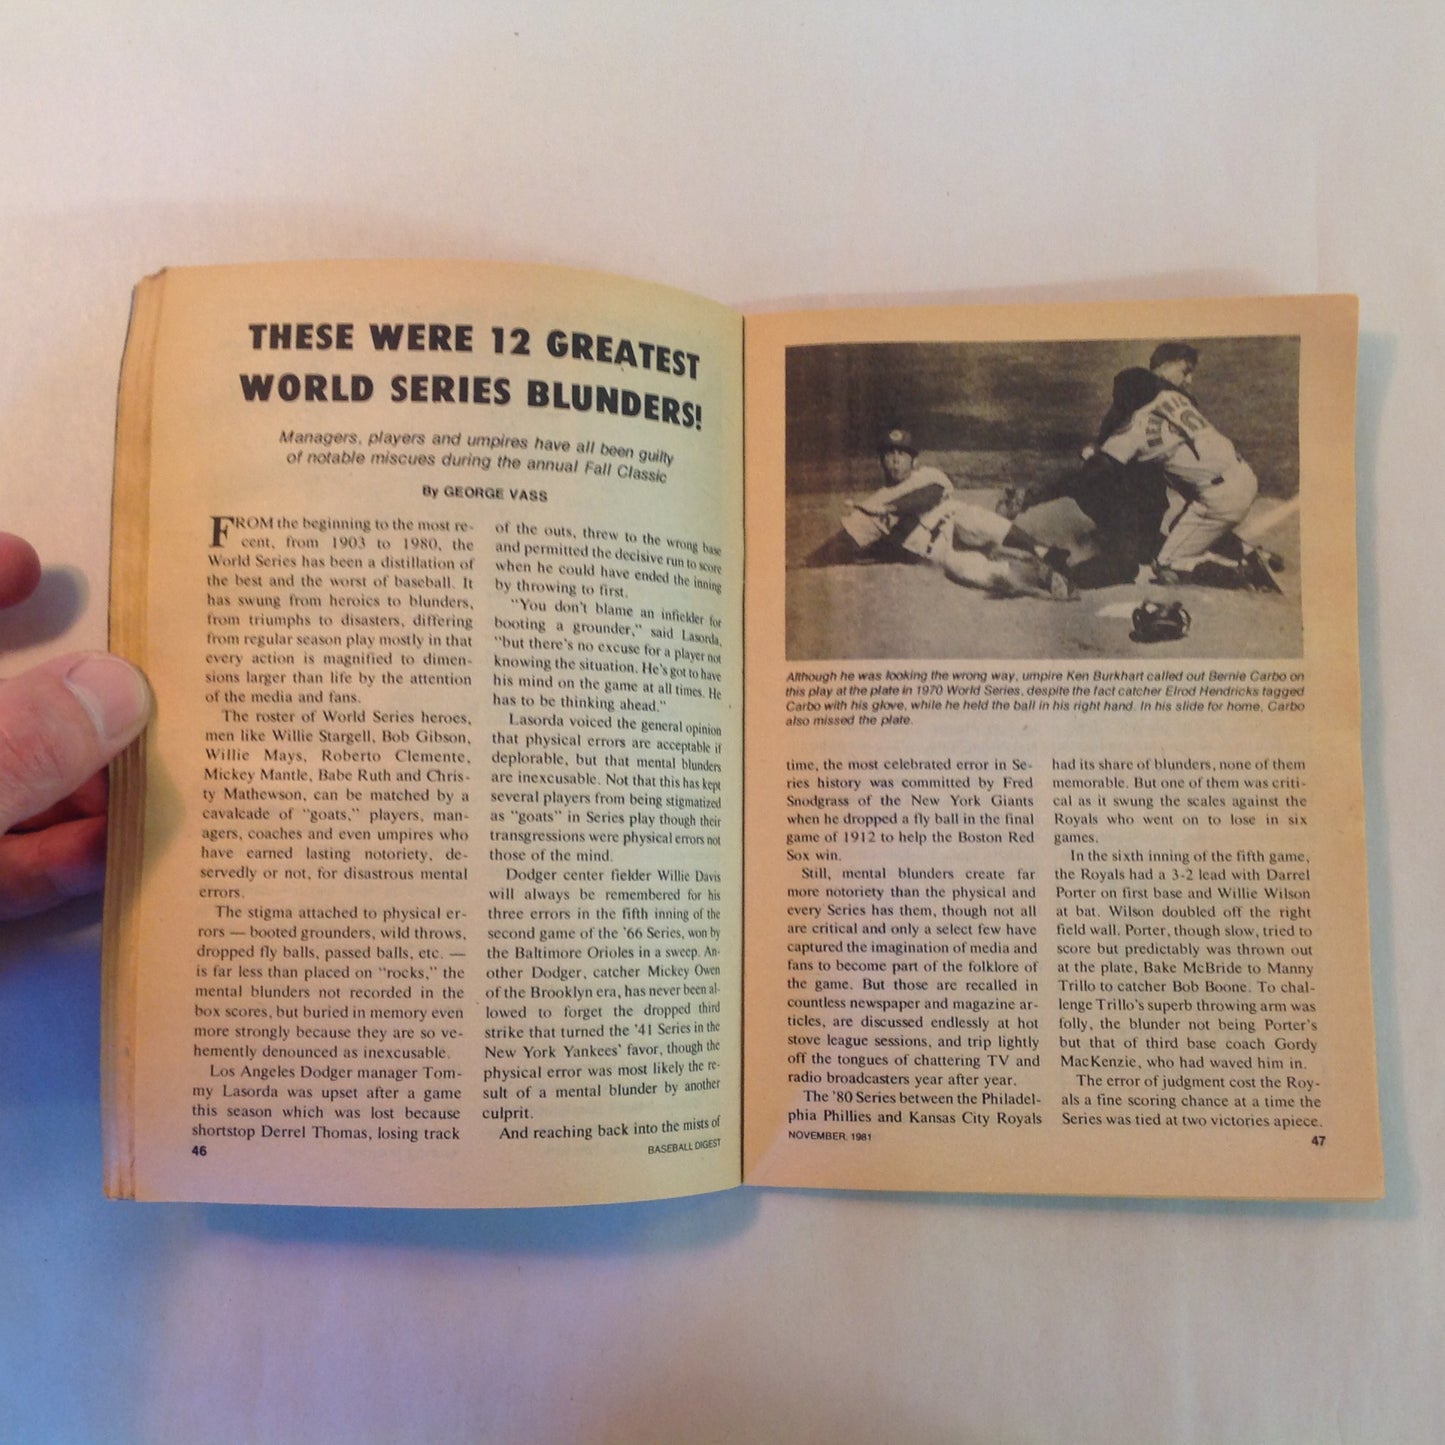 THESE WERE 12 GREATEST
WORLD SERIES BLUNDERS!
Managers, players and umpires have all been guilty
of notable miscues during the annual Fall Classic
By GEORGE VASS
FROM the beginning to the most re-
cent, from 1903 to 1980, the
World Series has been a distillation of
the best and the worst of baseball. It
has swung from heroics to blunders,
from triumphs to disasters, differing
from regular season play mostly in that
every action is magnified to dimen-
sions larger than life by the attention
of the media and fans.
The roster of World Series heroes,
men like Willie Stargell, Bob Gibson,
Willie Mays, Roberto Clemente,
Mickey Mantle, Babe Ruth and Chris-
ty Mathewson, can be matched by a
cavalcade of "goats," players, man-
agers, coaches and even umpires who
have earned lasting notoriety, de-
servedly or not, for disastrous mental
errors.
The stigma attached to physical er-
rors — booted grounders, wild throws,
dropped fly balls, passed balls, etc. —
is far less than placed on "rocks," the
mental blunders not recorded in the
box scores, but buried in memory even
more strongly because they are so ve-
hemently denounced as inexcusable.
Los Angeles Dodger manager Tom-
my Lasorda was upset after a game
this season which was lost because
shortstop Derrel Thomas, losing track
of the outs, threw to the wrong base
and permitted the decisive run to score
when he could have ended the inning
by throwing to first.
"You don't blame an infielder for
booting a grounder," said Lasorda,
"but there's no excuse for a player not
knowing the situation. He's got to have
his mind on the game at all times. He
has to be thinking ahead."
Lasorda voiced the general opinion
that physical errors are acceptable if
deplorable, but that mental blunders
are inexcusable. Not that this has kept
several players from being stigmatized
as "goats" in Series play though their
transgressions were physical errors not
those of the mind.
Dodger center fielder Willie Davis
will always be remembered for his
three errors in the fifth inning of the
second game of the '66 Series, won by
the Baltimore Orioles in a sweep. An-
other Dodger, catcher Mickey Owen
of the Brooklyn era, has never been al-
lowed to forget the dropped third
strike that turned the '41 Series in the
New York Yankees' favor, though the
physical error was most likely the re-
sult of a mental blunder by another
culprit.
And reaching back into the mists of
46
BASEBALL DIGEST
HENDRIC
Although he was looking the wrong way, umpire Ken Burkhart called out Bernie Carbo on
this play at the plate in 1970 World Series, despite the fact catcher Elrod Hendricks tagged
Carbo with his glove, while he held the ball in his right hand. In his slide for home, Carbo
also missed the plate.
time, the most celebrated error in Se-
ries history was committed by Fred
Snodgrass of the New York Giants
when he dropped a fly ball in the final
game of 1912 to help the Boston Red
Sox win.
Still, mental blunders create far
more notoriety than the physical and
every Series has them, though not all
are critical and only a select few have
captured the imagination of media and
fans to become part of the folklore of
the game. But those are recalled in
countless newspaper and magazine ar-
ticles, are discussed endlessly at hot
stove league sessions, and trip lightly
off the tongues of chattering TV and
radio broadcasters year after year.
The '80 Series between the Philadel-
phia Phillies and Kansas City Royals
had its share of blunders, none of them
memorable. But one of them was criti-
cal as it swung the scales against the
Royals who went on to lose in six
games.
In the sixth inning of the fifth game,
the Royals had a 3-2 lead with Darrel
Porter on first base and Willie Wilson
at bat. Wilson doubled off the right
field wall. Porter, though slow, tried to
score but predictably was thrown out
at the plate, Bake McBride to Manny
Trillo to catcher Bob Boone. To chal-
lenge Trillo's superb throwing arm was
folly, the blunder not being Porter's
but that of third base coach Gordy
MacKenzie, who had waved him in.
The error of judgment cost the Roy-
als a fine scoring chance at a time the
Series was tied at two victories apiece.
NOVEMBER, 1981
47